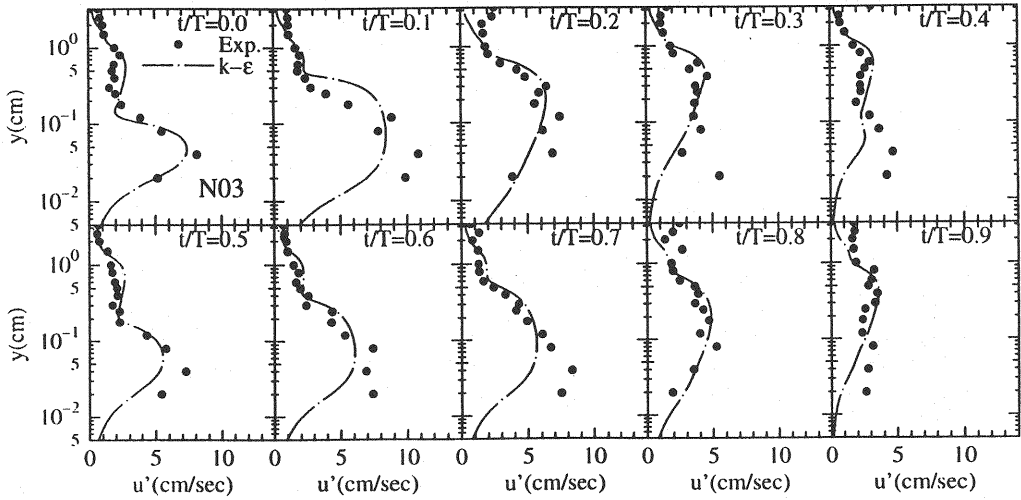 t/T=0.0
t/T=0.1
t/T=0.2
t/T=0.3
t/T=0.4
10⁰
Exp.
k−ε
5
y(cm)
10⁻¹
5
N03
10⁻²
5
t/T=0.5
t/T=0.6
t/T=0.7
t/T=0.8
t/T=0.9
10⁰
5
y(cm)
10⁻¹
5
10⁻²
5
0 5 10 0 5 10 0 5 10 0 5 10 0 5 10
u'(cm/sec) u'(cm/sec) u'(cm/sec) u'(cm/sec) u'(cm/sec)